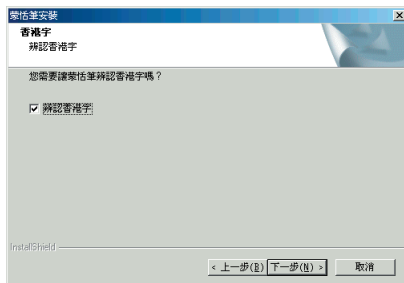 蒙恬筆安裝
香港字
辨認香港字
您需要讓蒙恬筆辨認香港字嗎？
辨認香港字
InstallShield
< 上一步(B) 下一步(N) > 取消